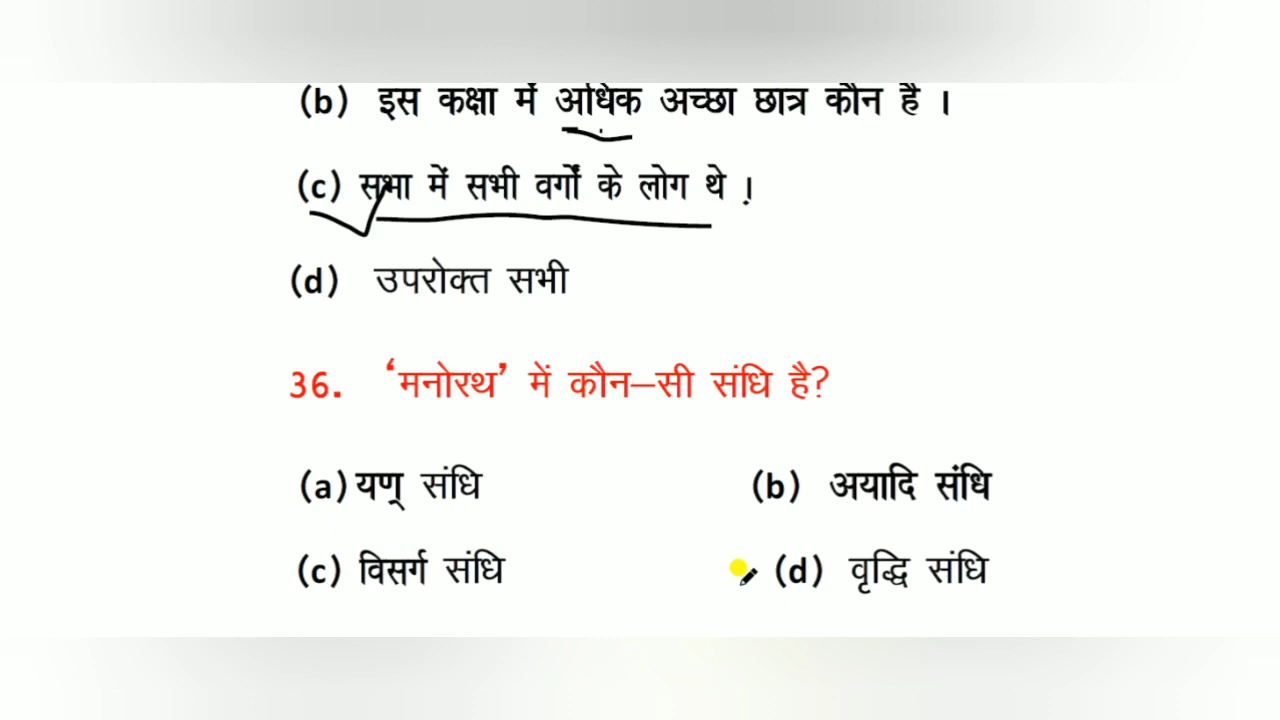 (b) इस कक्षा में अधिक अच्छा छात्र कौन है ।
(c) सभा में सभी वर्गों के लोग थे ।
(d) उपरोक्त सभी
36. ‘मनोरथ’ में कौन–सी संधि है?
(a) यण् संधि (b) अयादि संधि
(c) विसर्ग संधि (d) वृद्धि संधि